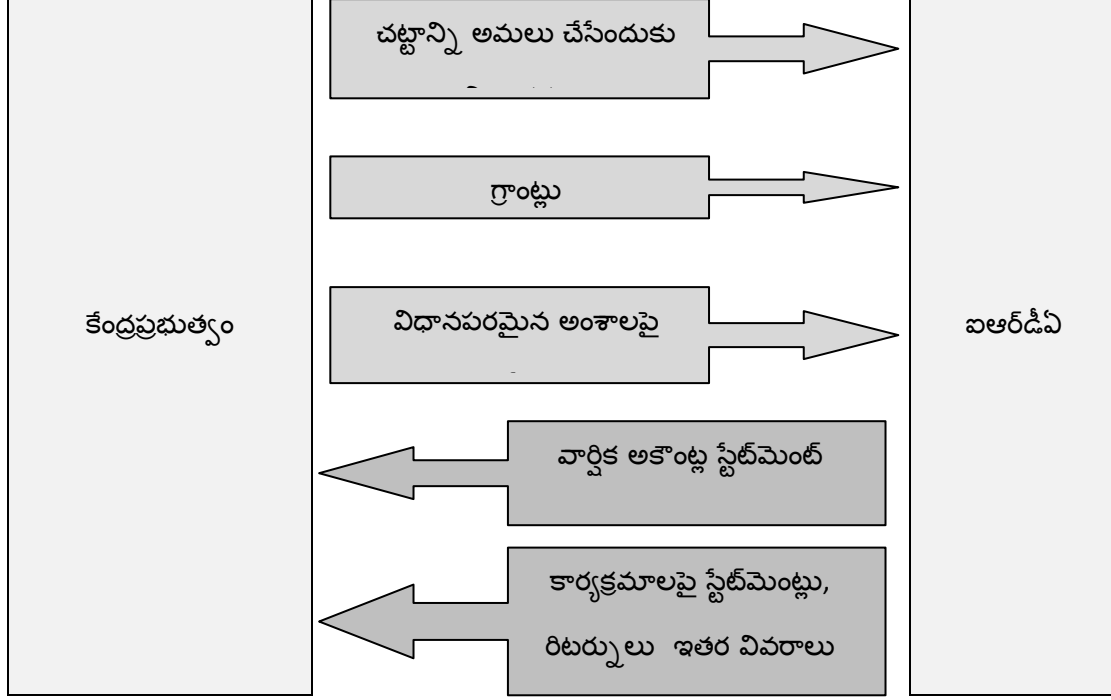 చట్టాన్ని అమలు చేసేందుకు
గ్రాంట్లు
కేంద్రప్రభుత్వం
విధానపరమైన అంశాలపై
ఐఆర్‌డీఏ
వార్షిక అకౌంట్ల స్టేట్‌మెంట్
కార్యక్రమాలపై స్టేట్‌మెంట్లు,
రిటర్ను లు ఇతర వివరాలు